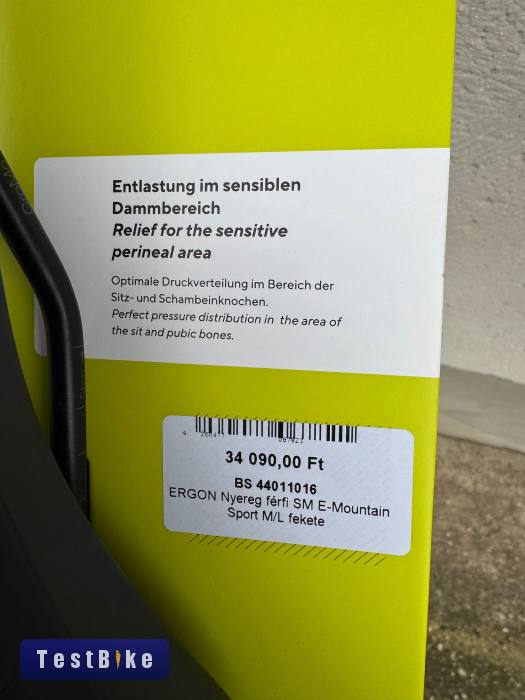 Entlastung im sensiblen
Dammbereich
Relief for the sensitive
perineal area
Optimale Druckverteilung im Bereich der
Sitz- und Schambeinknochen.
Perfect pressure distribution in the area of
the sit and pubic bones.
34 090,00 Ft
BS 44011016
ERGON Nyereg férfi SM E-Mountain
Sport M/L fekete
TestBike